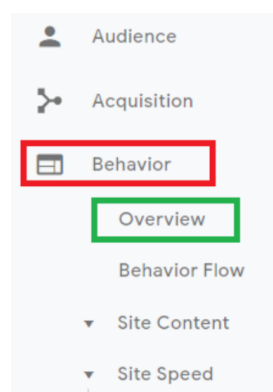 Audience
Acquisition
Behavior
Overview
Behavior Flow
Site Content
Site Speed